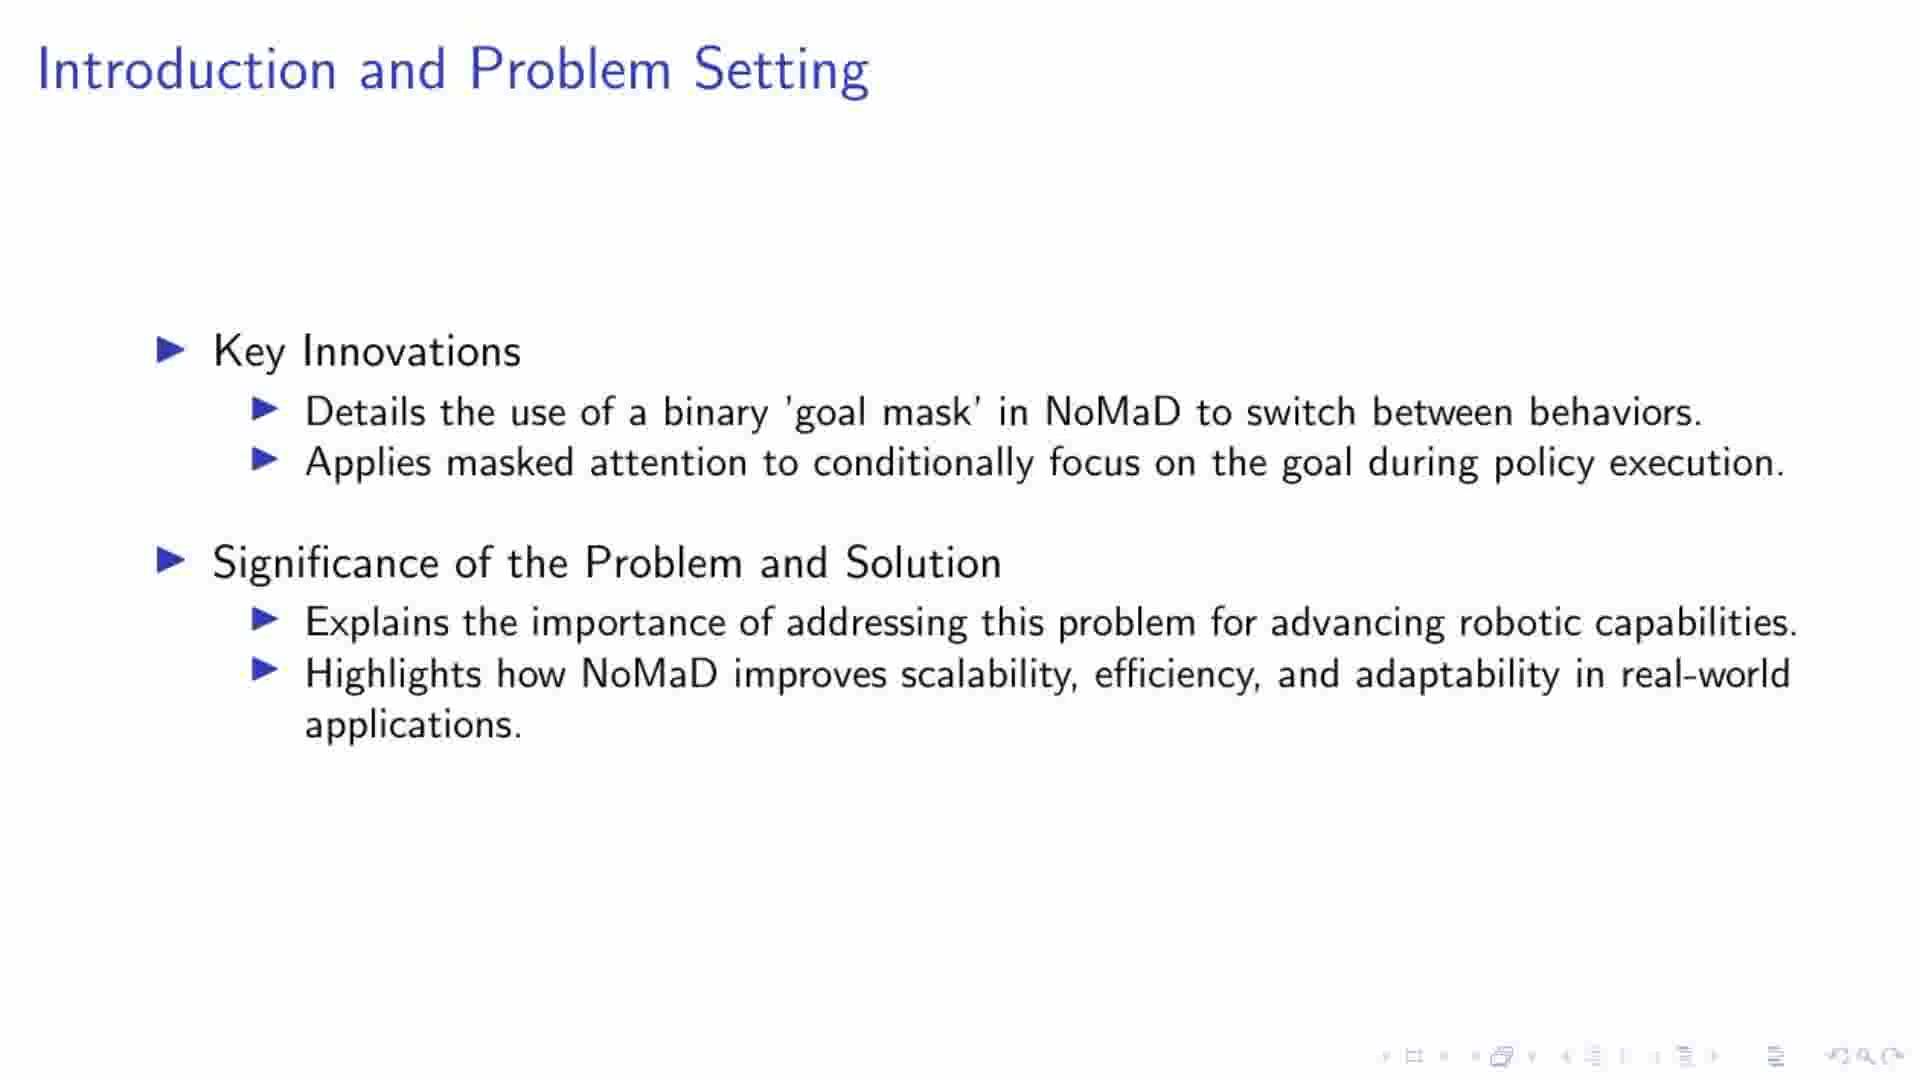 Introduction and Problem Setting
Key Innovations
Details the use of a binary 'goal mask' in NoMaD to switch between behaviors.
Applies masked attention to conditionally focus on the goal during policy execution.
Significance of the Problem and Solution
Explains the importance of addressing this problem for advancing robotic capabilities.
Highlights how NoMaD improves scalability, efficiency, and adaptability in real-world
applications.